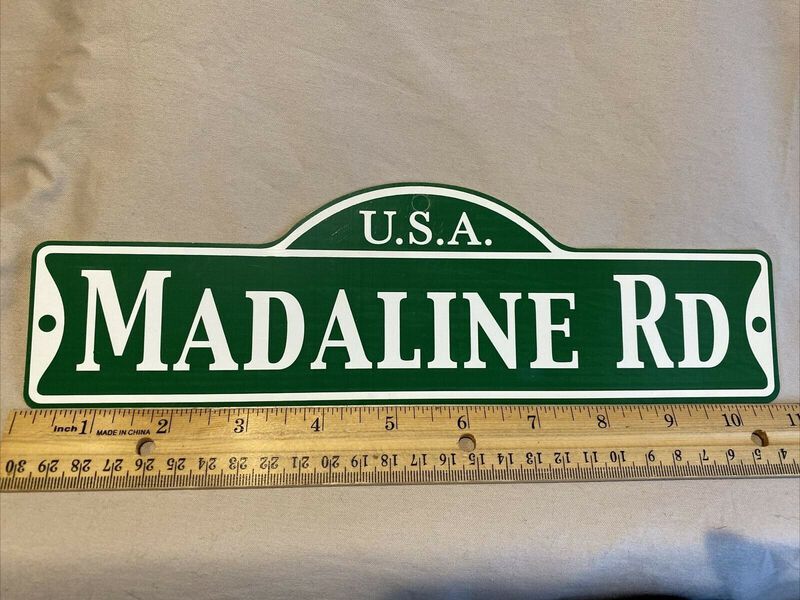 U.S.A.
MADALINE RD
inch 1 MADE IN CHINA 2 3 4 5 6 7 8 9 10 11
30 29 28 27 26 25 24 23 22 21 20 19 18 17 16 15 14 13 12 11 10 9 8 7 6 5 4